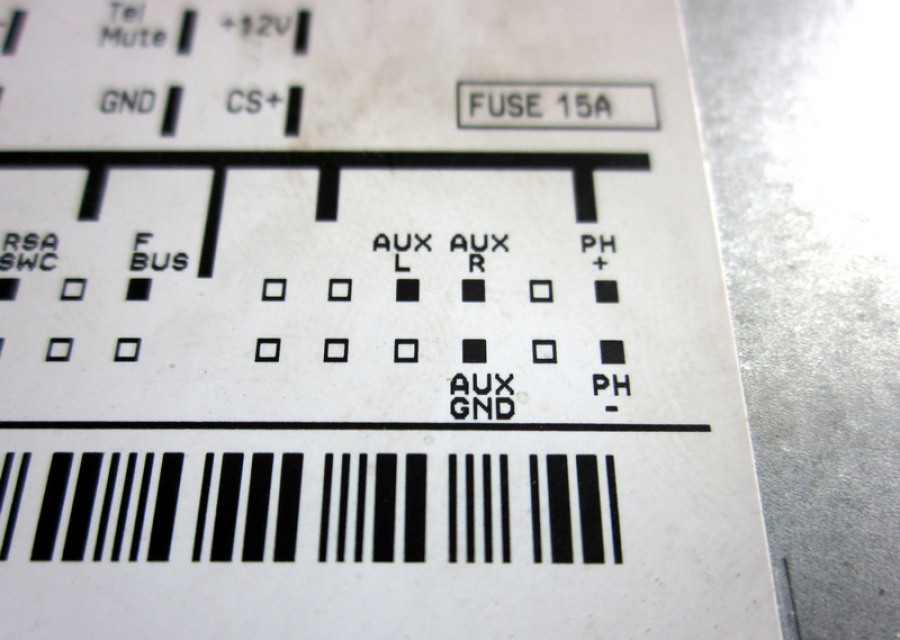 Tel
Mute
+12V
GND
CS+
FUSE 15A
RSA
SWC
F
BUS
AUX
L
AUX
R
PH
+
AUX
GND
PH
-